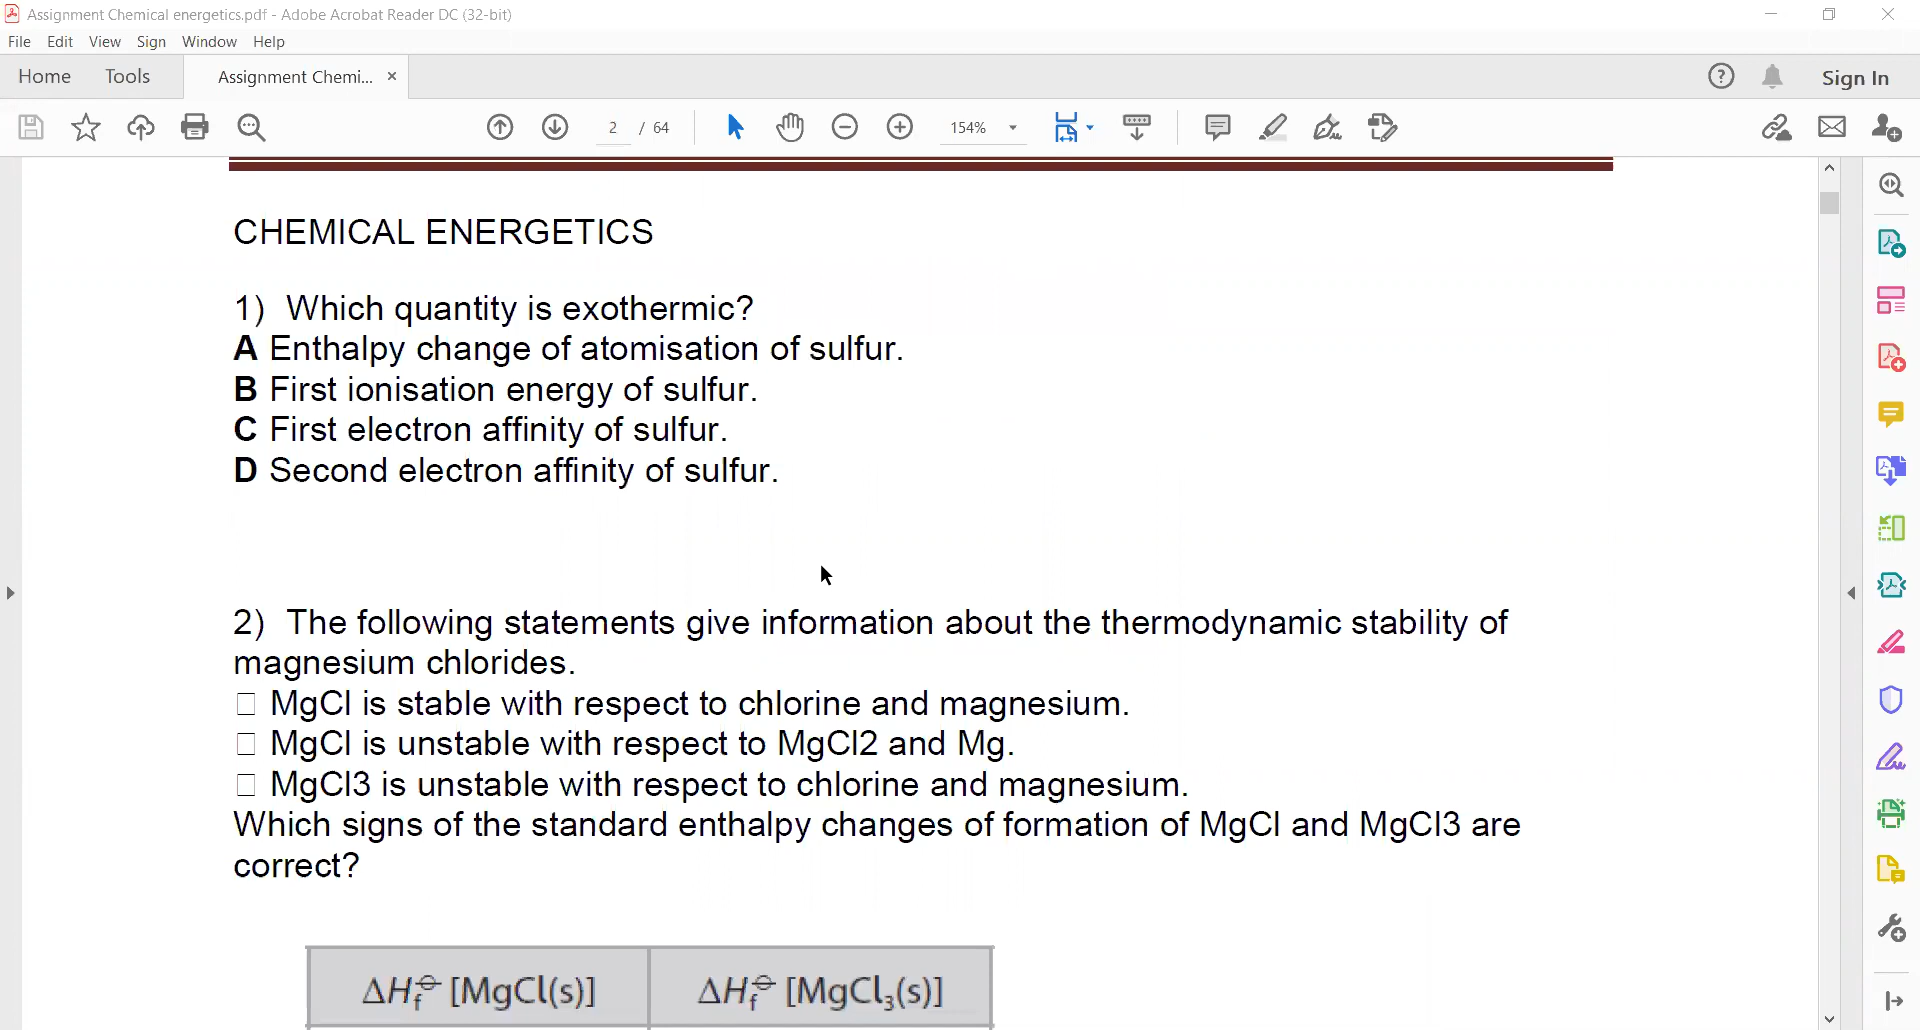 Assignment Chemical energetics.pdf - Adobe Acrobat Reader DC (32-bit)
File Edit View Sign Window Help
Home Tools Assignment Chemi... × Sign In
2 / 64 154%
CHEMICAL ENERGETICS
1) Which quantity is exothermic?
A Enthalpy change of atomisation of sulfur.
B First ionisation energy of sulfur.
C First electron affinity of sulfur.
D Second electron affinity of sulfur.
2) The following statements give information about the thermodynamic stability of
magnesium chlorides.
□ MgCl is stable with respect to chlorine and magnesium.
□ MgCl is unstable with respect to MgCl2 and Mg.
□ MgCl3 is unstable with respect to chlorine and magnesium.
Which signs of the standard enthalpy changes of formation of MgCl and MgCl3 are
correct?
ΔHf⦵ [MgCl(s)] ΔHf⦵ [MgCl₃(s)]